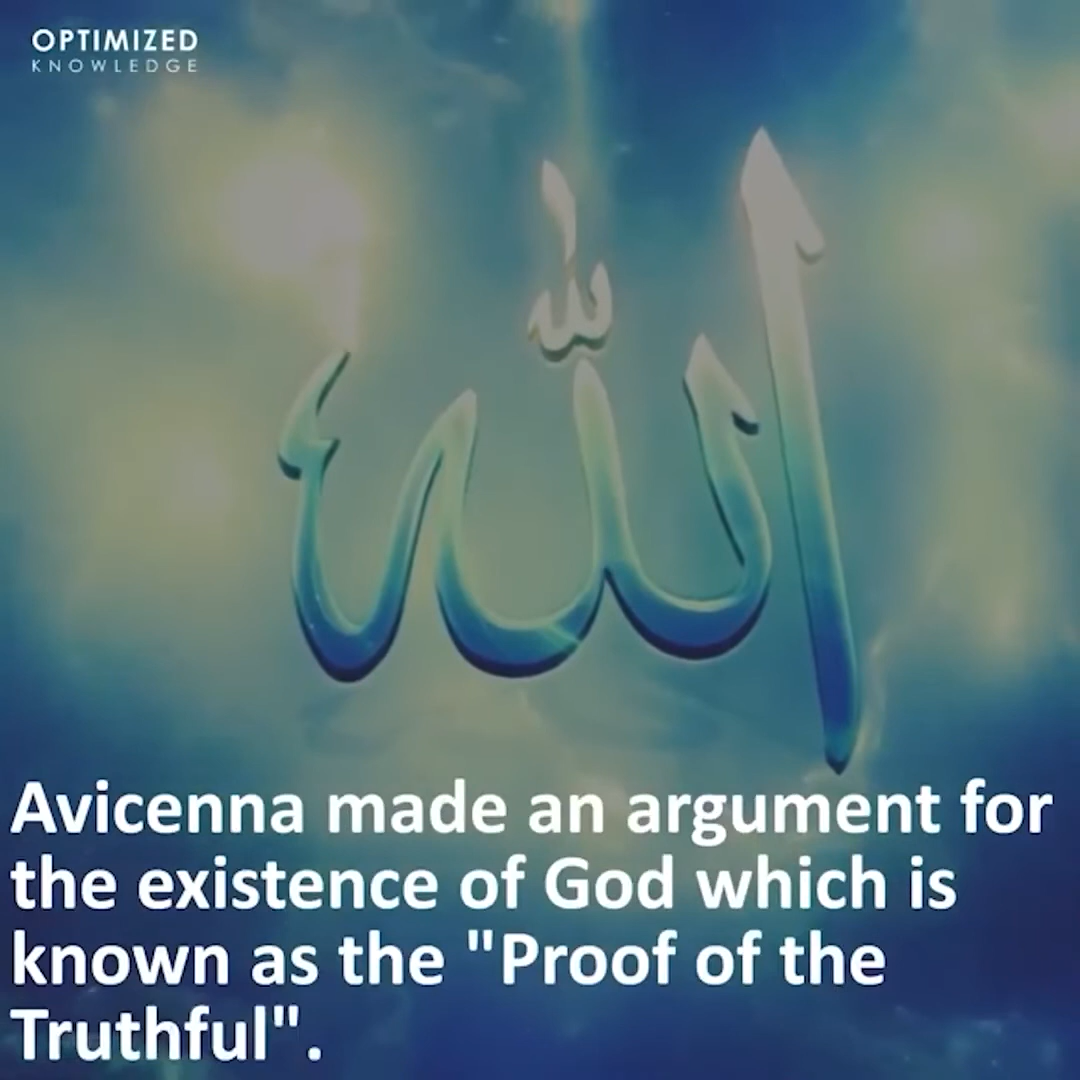 OPTIMIZED
KNOWLEDGE
الله
Avicenna made an argument for
the existence of God which is
known as the "Proof of the
Truthful".